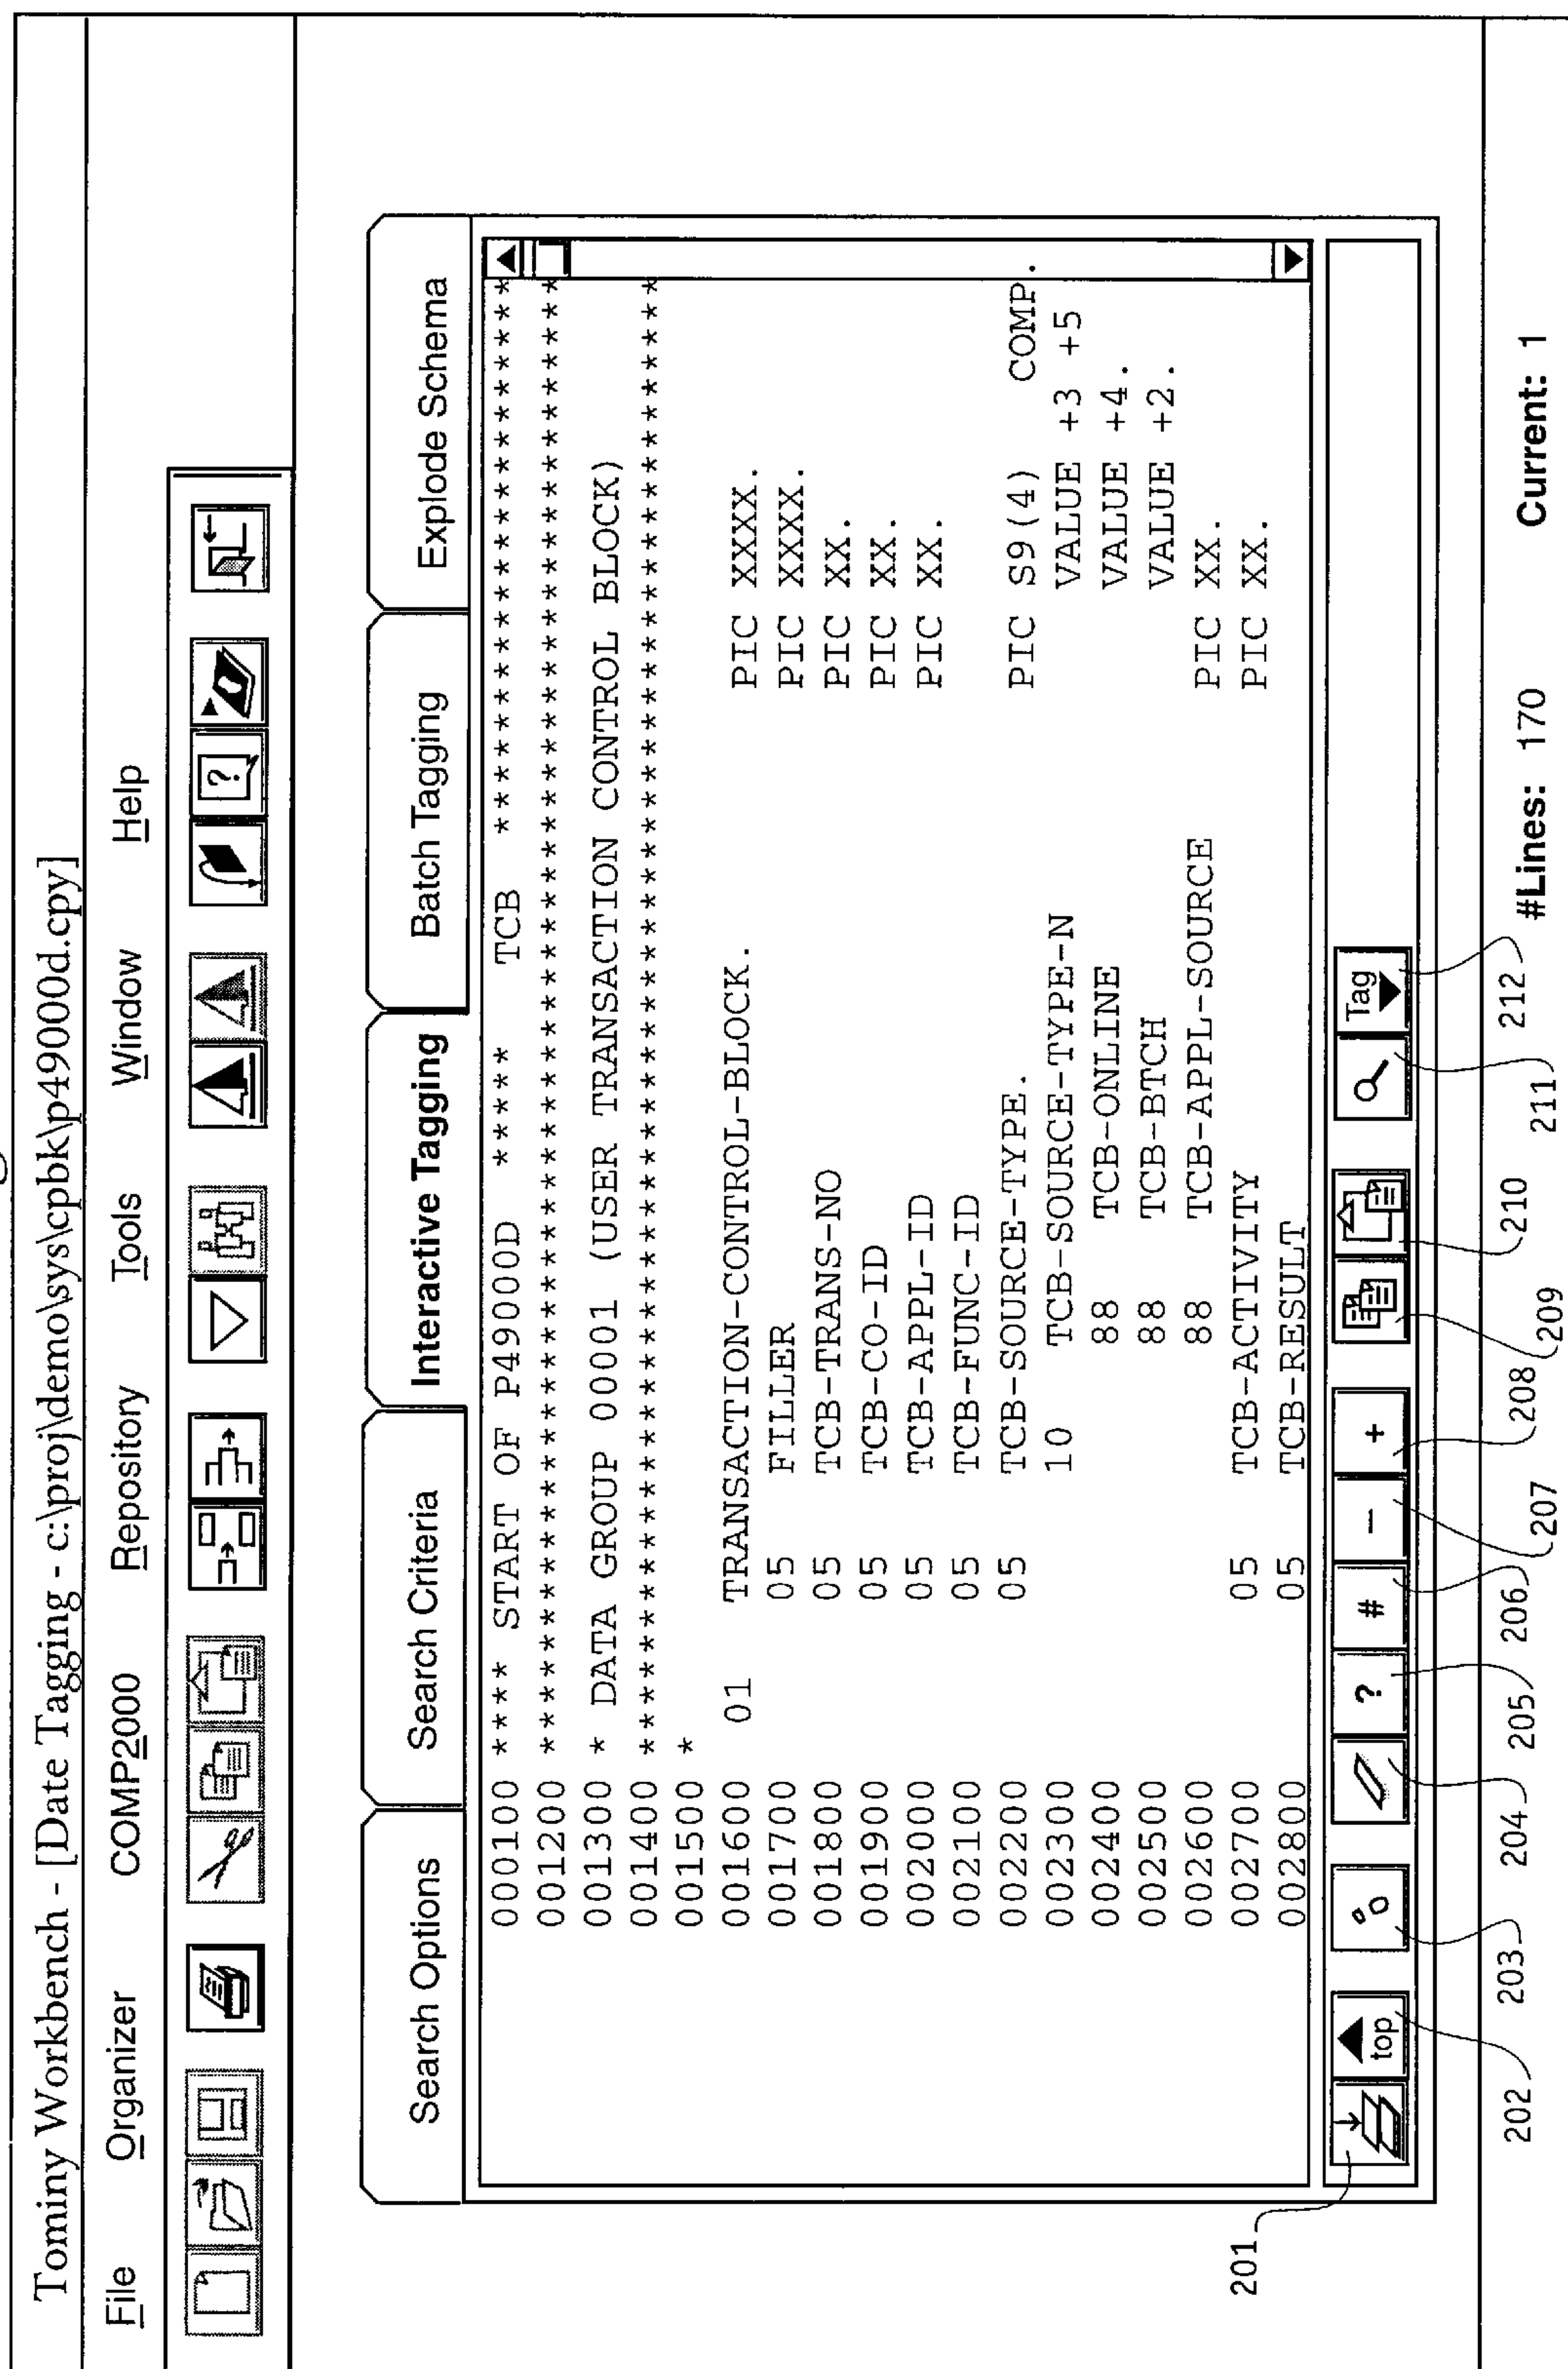 Tominy Workbench - [Date Tagging - c:\proj\demo\sys\cpbk\p49000d.cpy]
File Organizer COMP2000 Repository Tools Window Help
Search Options Search Criteria Interactive Tagging Batch Tagging Explode Schema
000100 **** START OF P49000D ***** TCB ***************************
001200 *******************************************************************
001300 * DATA GROUP 00001 (USER TRANSACTION CONTROL BLOCK)
001400 *******************************************************************
001500 *
001600 01 TRANSACTION-CONTROL-BLOCK.
001700 05 FILLER PIC XXXX.
001800 05 TCB-TRANS-NO PIC XXXX.
001900 05 TCB-CO-ID PIC XX.
002000 05 TCB-APPL-ID PIC XX.
002100 05 TCB-FUNC-ID PIC XX.
002200 05 TCB-SOURCE-TYPE.
002300 10 TCB-SOURCE-TYPE-N PIC S9(4) COMP.
002400 88 TCB-ONLINE VALUE +3 +5
002500 88 TCB-BTCH VALUE +4.
002600 88 TCB-APPL-SOURCE VALUE +2.
002700 05 TCB-ACTIVITY PIC XX.
002800 05 TCB-RESULT PIC XX.
top ? # − + Tag
201 202 203 204 205 206 207 208 209 210 211 212
#Lines: 170 Current: 1